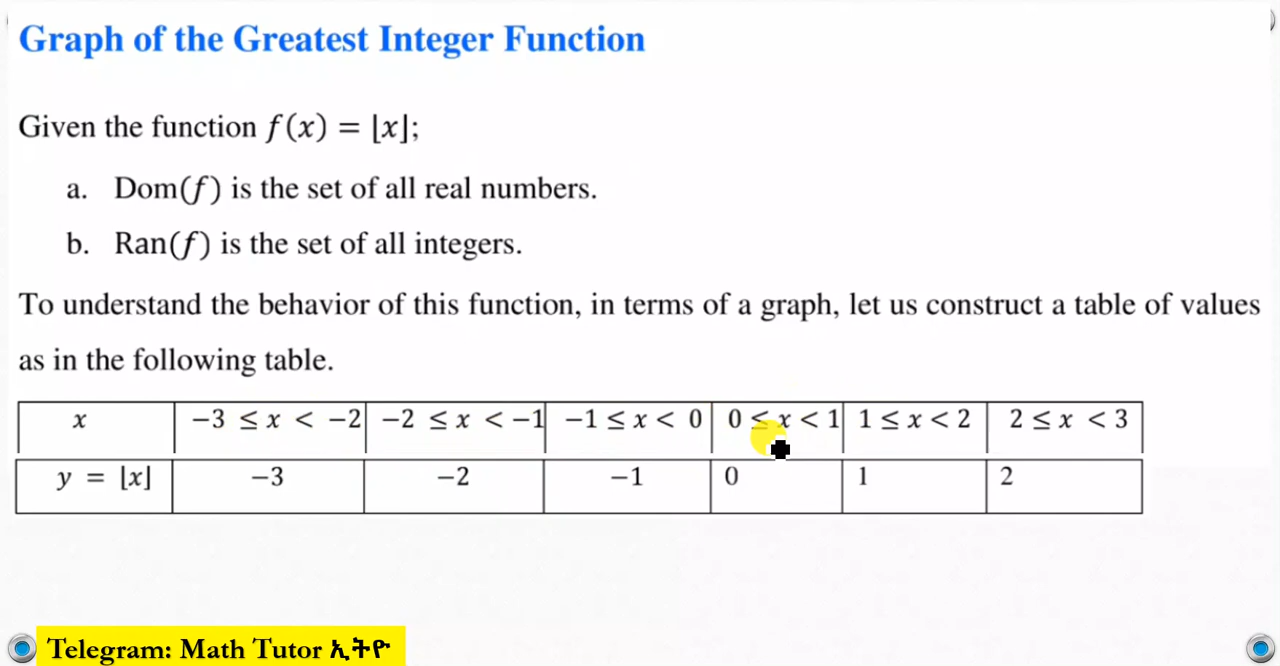 Graph of the Greatest Integer Function
Given the function f(x) = ⌊x⌋;
a. Dom(f) is the set of all real numbers.
b. Ran(f) is the set of all integers.
To understand the behavior of this function, in terms of a graph, let us construct a table of values
as in the following table.
x −3 ≤ x < −2 −2 ≤ x < −1 −1 ≤ x < 0 0 ≤ x < 1 1 ≤ x < 2 2 ≤ x < 3
y = ⌊x⌋ −3 −2 −1 0 1 2
Telegram: Math Tutor ኢትዮ